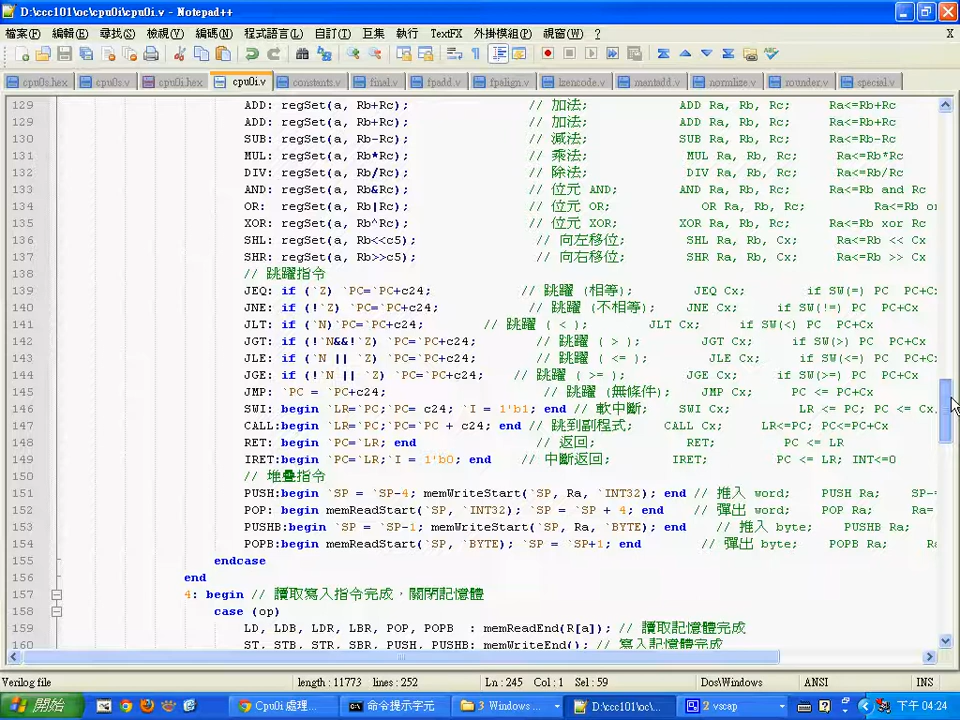 D:\ccc101\oc\cpu0i\cpu0i.v - Notepad++
檔案(F) 編輯(E) 尋找(S) 檢視(V) 編碼(N) 程式語言(L) 自訂(T) 巨集 執行 TextFX 外掛模組(P) 視窗(W) X
cpu0s.hex cpu0s.v cpu0i.hex cpu0i.v constants.v final.v fpadd.v fpalign.v lzencode.v mantadd.v normlize.v rounder.v special.v
129 ADD: regSet(a, Rb+Rc); // 加法; ADD Ra, Rb, Rc; Ra<=Rb+Rc
129 ADD: regSet(a, Rb+Rc); // 加法; ADD Ra, Rb, Rc; Ra<=Rb+Rc
130 SUB: regSet(a, Rb-Rc); // 減法; SUB Ra, Rb, Rc; Ra<=Rb-Rc
131 MUL: regSet(a, Rb*Rc); // 乘法; MUL Ra, Rb, Rc; Ra<=Rb*Rc
132 DIV: regSet(a, Rb/Rc); // 除法; DIV Ra, Rb, Rc; Ra<=Rb/Rc
133 AND: regSet(a, Rb&Rc); // 位元 AND; AND Ra, Rb, Rc; Ra<=Rb and Rc
134 OR: regSet(a, Rb|Rc); // 位元 OR; OR Ra, Rb, Rc; Ra<=Rb or
135 XOR: regSet(a, Rb^Rc); // 位元 XOR; XOR Ra, Rb, Rc; Ra<=Rb xor Rc
136 SHL: regSet(a, Rb<<c5); // 向左移位; SHL Ra, Rb, Cx; Ra<=Rb << Cx
137 SHR: regSet(a, Rb>>c5); // 向右移位; SHR Ra, Rb, Cx; Ra<=Rb >> Cx
138 // 跳躍指令
139 JEQ: if (`Z) `PC=`PC+c24; // 跳躍 (相等); JEQ Cx; if SW(=) PC PC+C
140 JNE: if (!`Z) `PC=`PC+c24; // 跳躍 (不相等); JNE Cx; if SW(!=) PC PC+Cx
141 JLT: if (`N)`PC=`PC+c24; // 跳躍 ( < ); JLT Cx; if SW(<) PC PC+Cx
142 JGT: if (!`N&&!`Z) `PC=`PC+c24; // 跳躍 ( > ); JGT Cx; if SW(>) PC PC+Cx
143 JLE: if (`N || `Z) `PC=`PC+c24; // 跳躍 ( <= ); JLE Cx; if SW(<=) PC PC+Cx
144 JGE: if (!`N || `Z) `PC=`PC+c24; // 跳躍 ( >= ); JGE Cx; if SW(>=) PC PC+Cx
145 JMP: `PC = `PC+c24; // 跳躍 (無條件); JMP Cx; PC <= PC+Cx
146 SWI: begin `LR=`PC;`PC= c24; `I = 1'b1; end // 軟中斷; SWI Cx; LR <= PC; PC <= Cx
147 CALL:begin `LR=`PC;`PC=`PC + c24; end // 跳到副程式; CALL Cx; LR<=PC; PC<=PC+Cx
148 RET: begin `PC=`LR; end // 返回; RET; PC <= LR
149 IRET:begin `PC=`LR;`I = 1'b0; end // 中斷返回; IRET; PC <= LR; INT<=0
150 // 堆疊指令
151 PUSH:begin `SP = `SP-4; memWriteStart(`SP, Ra, `INT32); end // 推入 word; PUSH Ra; SP-=
152 POP: begin memReadStart(`SP, `INT32); `SP = `SP + 4; end // 彈出 word; POP Ra; Ra=
153 PUSHB:begin `SP = `SP-1; memWriteStart(`SP, Ra, `BYTE); end // 推入 byte; PUSHB Ra;
154 POPB:begin memReadStart(`SP, `BYTE); `SP = `SP+1; end // 彈出 byte; POPB Ra; Ra
155 endcase
156 end
157 4: begin // 讀取寫入指令完成，關閉記憶體
158 case (op)
159 LD, LDB, LDR, LBR, POP, POPB : memReadEnd(R[a]); // 讀取記憶體完成
160 ST, STB, STR, SBR, PUSH, PUSHB: memWriteEnd(); // 寫入記憶體完成
Verilog file length : 11773 lines : 252 Ln : 245 Col : 1 Sel : 59 Dos\Windows ANSI INS
開始 Cpu0i 處理... 命令提示字元 3 Windows ... D:\ccc101\oc\... 2 vscap 下午 04:24